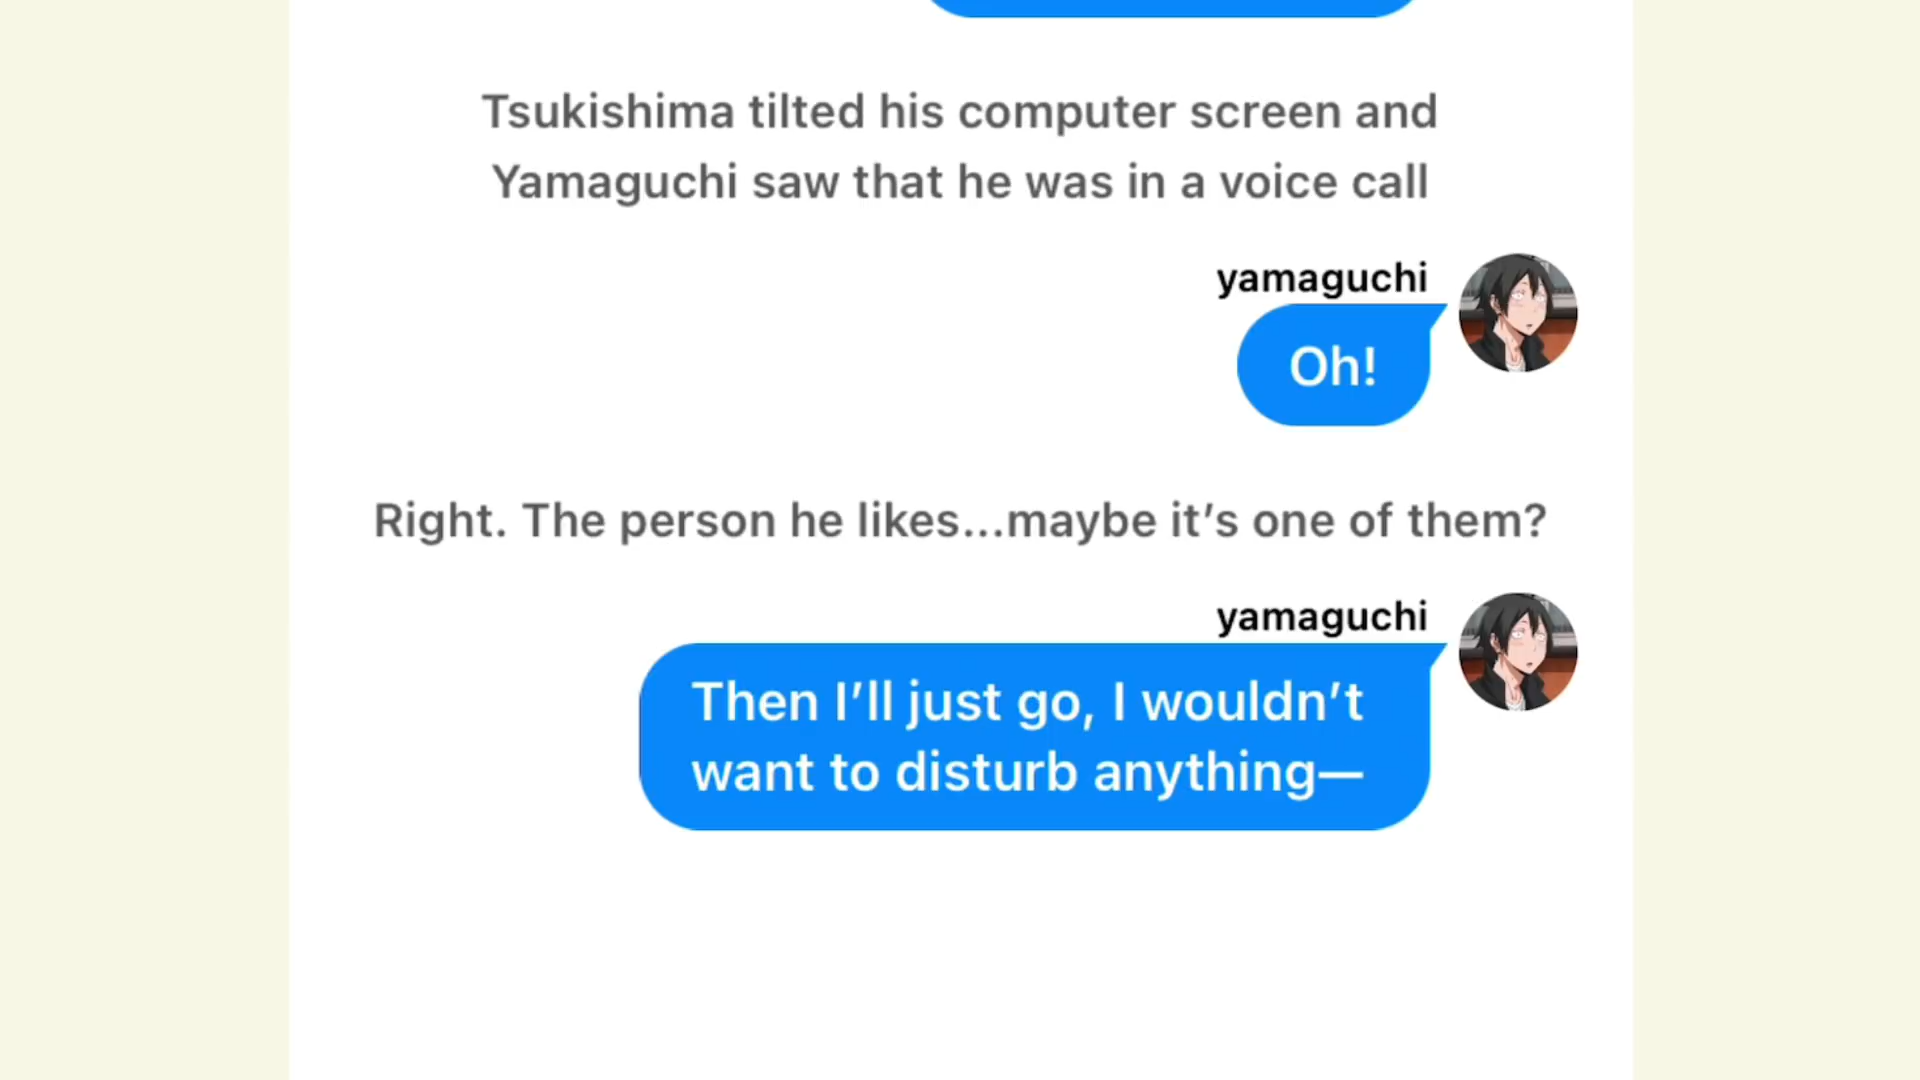 Tsukishima tilted his computer screen and
Yamaguchi saw that he was in a voice call
yamaguchi
Oh!
Right. The person he likes...maybe it’s one of them?
yamaguchi
Then I’ll just go, I wouldn’t
want to disturb anything—